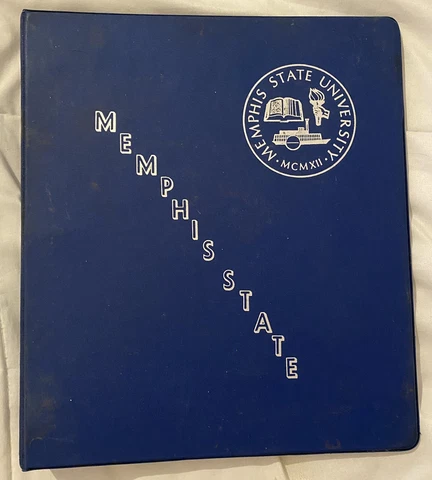 MEMPHIS STATE UNIVERSITY
· MCMXII ·
MEMPHIS STATE